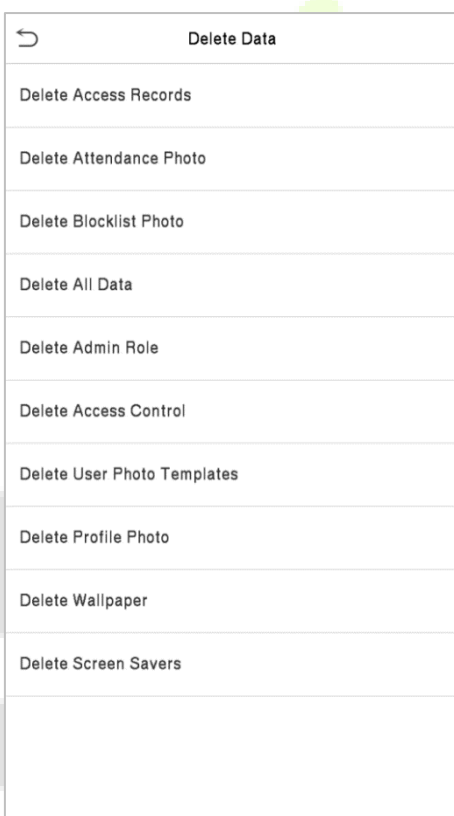 Delete Data
Delete Access Records
Delete Attendance Photo
Delete Blocklist Photo
Delete All Data
Delete Admin Role
Delete Access Control
Delete User Photo Templates
Delete Profile Photo
Delete Wallpaper
Delete Screen Savers